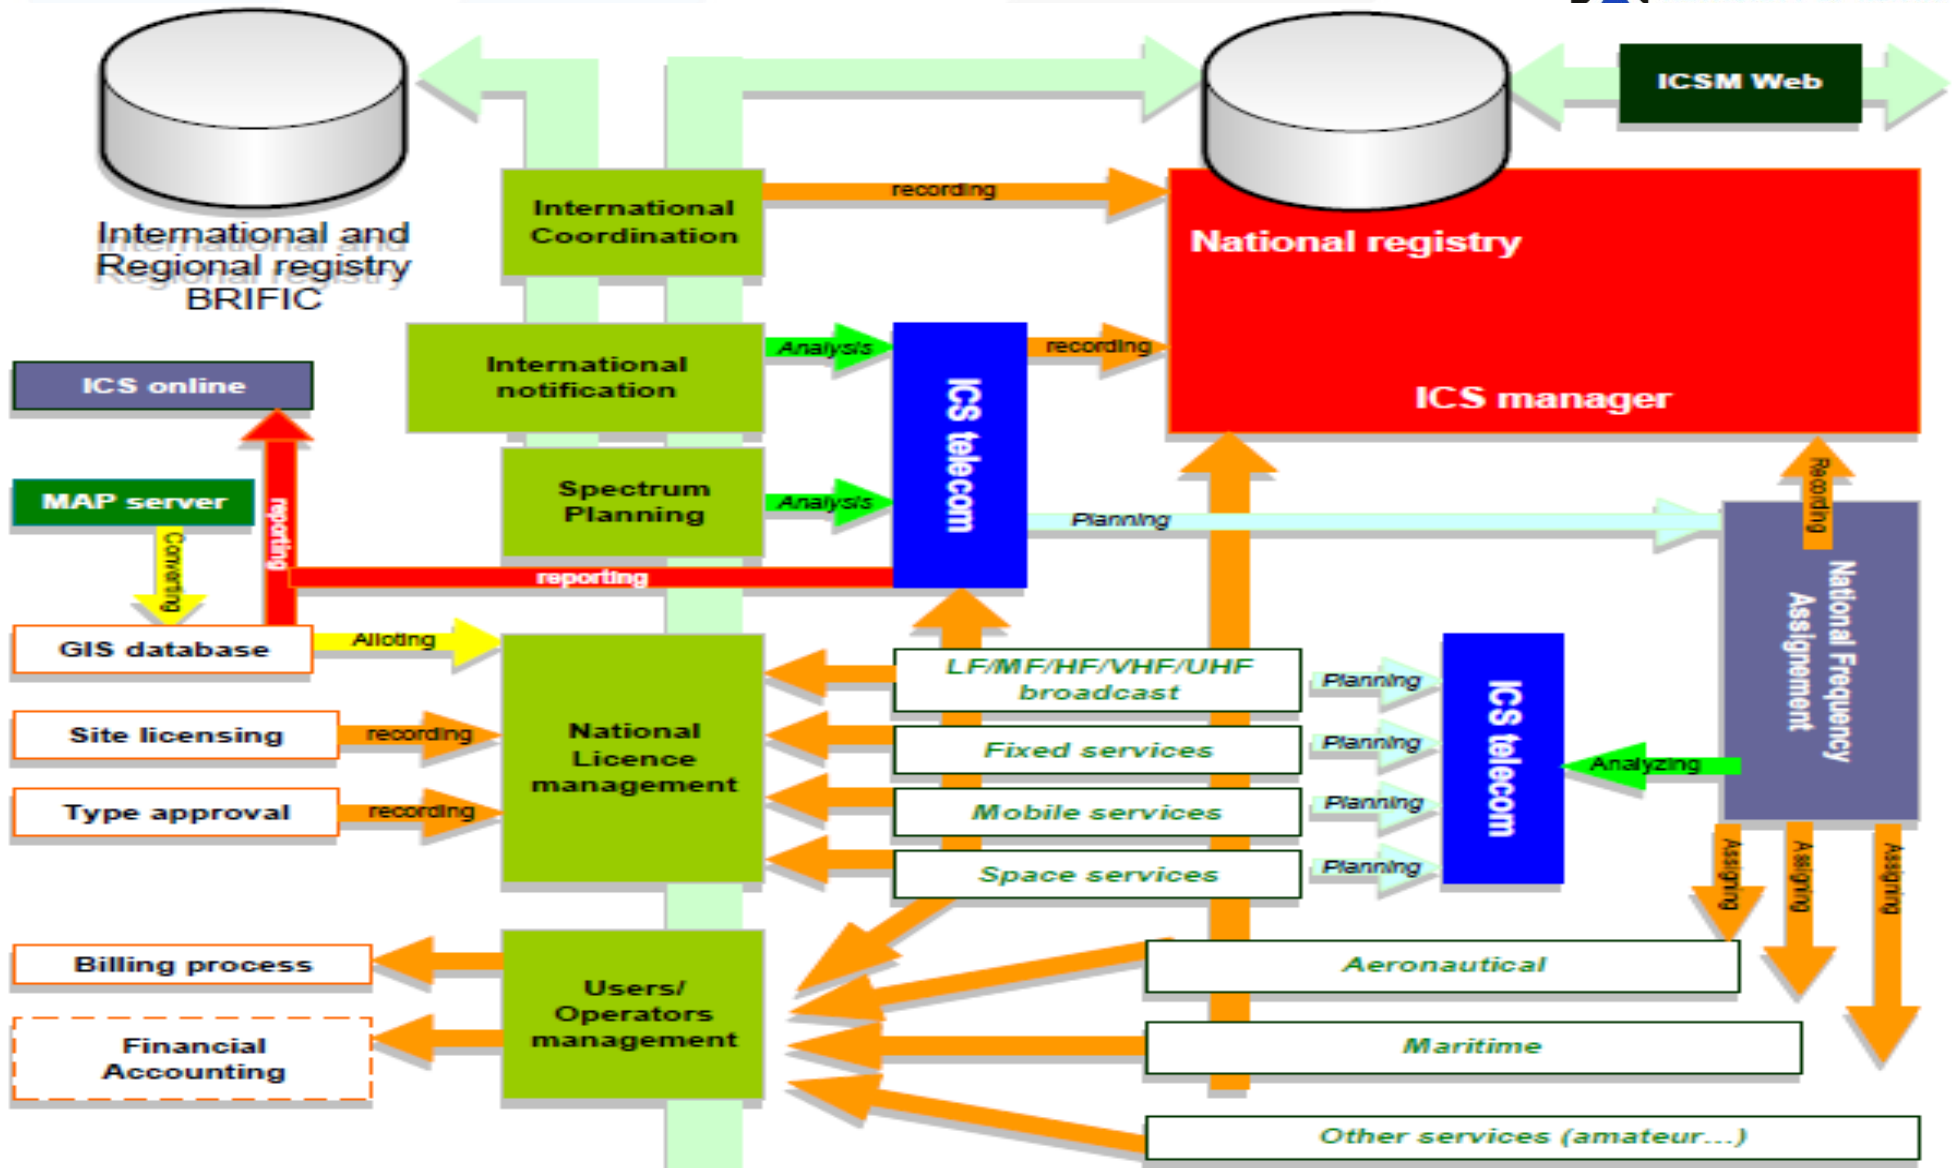 ICSM Web
International
Coordination
recording
National registry
ICS manager
International and
Regional registry
BRIFIC
International
notification
Analysis
ICS telecom
recording
ICS online
MAP server
Converting
reporting
Spectrum
Planning
Analysis
Planning
Recording
National Frequency
Assignement
reporting
GIS database
Alloting
Site licensing
recording
Type approval
recording
National
Licence
management
LF/MF/HF/VHF/UHF
broadcast
Planning
Fixed services
Planning
Mobile services
Planning
Space services
Planning
ICS telecom
Analyzing
Assigning
Assigning
Assigning
Billing process
Financial
Accounting
Users/
Operators
management
Aeronautical
Maritime
Other services (amateur...)